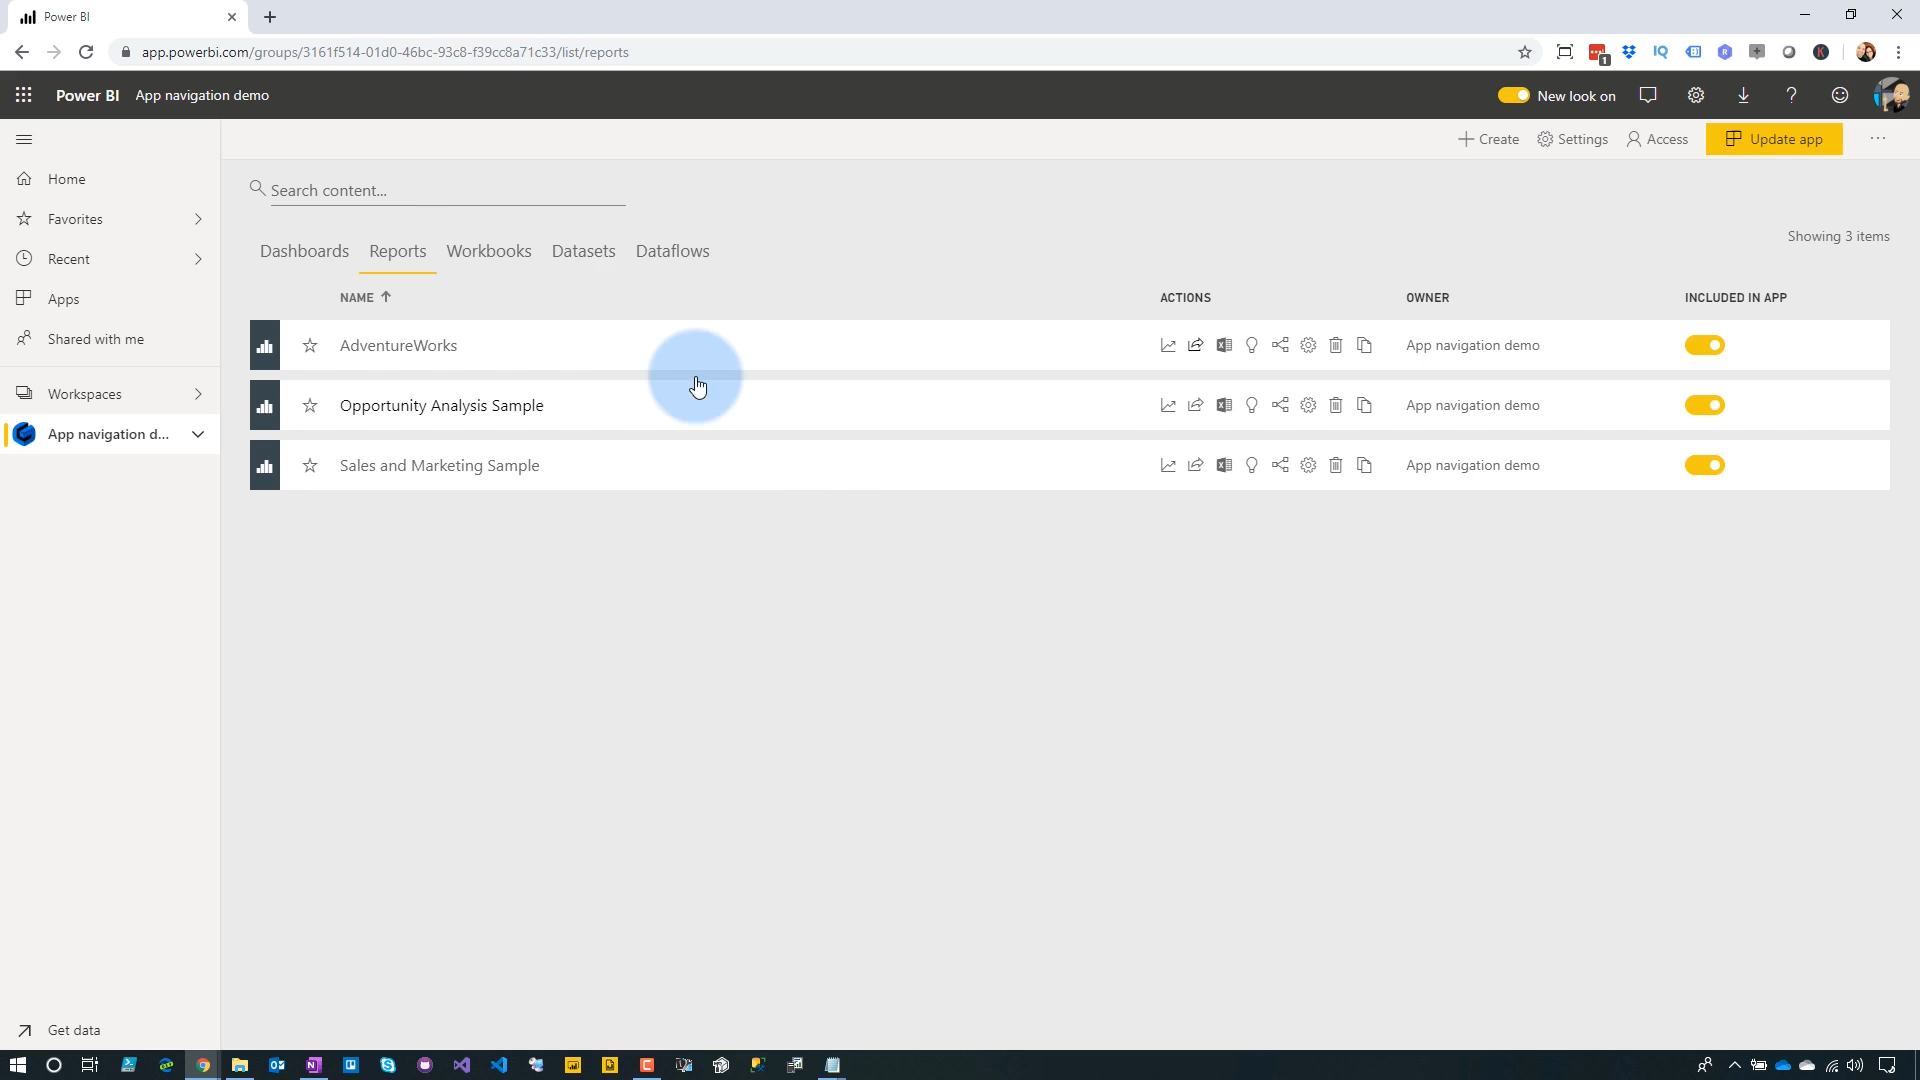 Power BI
app.powerbi.com/groups/3161f514-01d0-46bc-93c8-f39cc8a71c33/list/reports
1
Power BI App navigation demo
New look on
Create Settings Access Update app
Home
Search content...
Favorites
Showing 3 items
Dashboards Reports Workbooks Datasets Dataflows
Recent
NAME ACTIONS OWNER INCLUDED IN APP
Apps
Shared with me
AdventureWorks App navigation demo
Workspaces
Opportunity Analysis Sample App navigation demo
App navigation d...
Sales and Marketing Sample App navigation demo
Get data